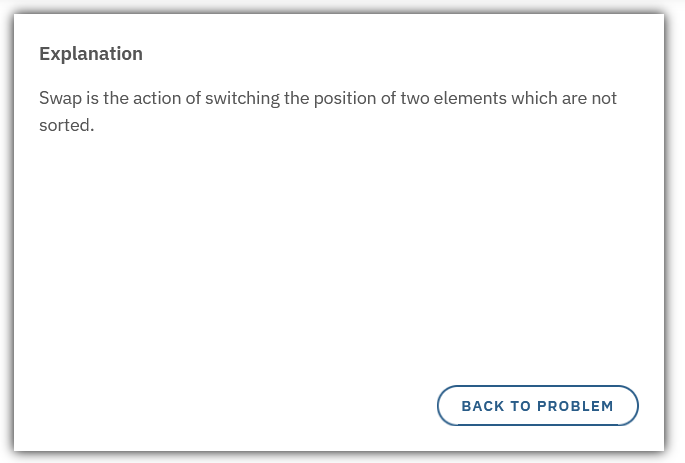 Explanation
Swap is the action of switching the position of two elements which are not
sorted.
BACK TO PROBLEM